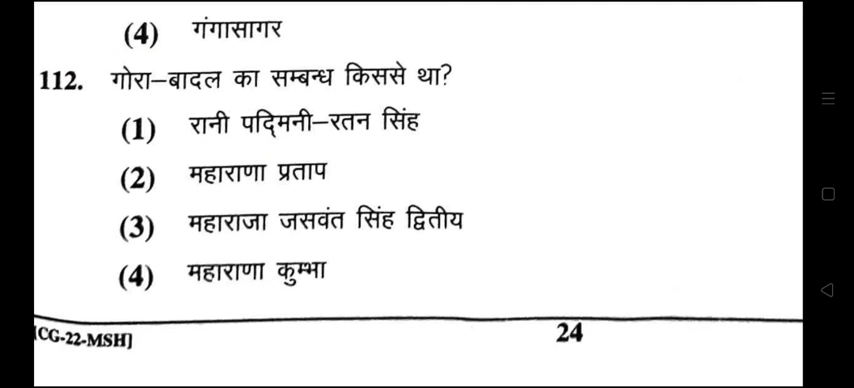 (4) गंगासागर
112. गोरा–बादल का सम्बन्ध किससे था?
(1) रानी पद्मिनी–रतन सिंह
(2) महाराणा प्रताप
(3) महाराजा जसवंत सिंह द्वितीय
(4) महाराणा कुम्भा
CG-22-MSH]
24